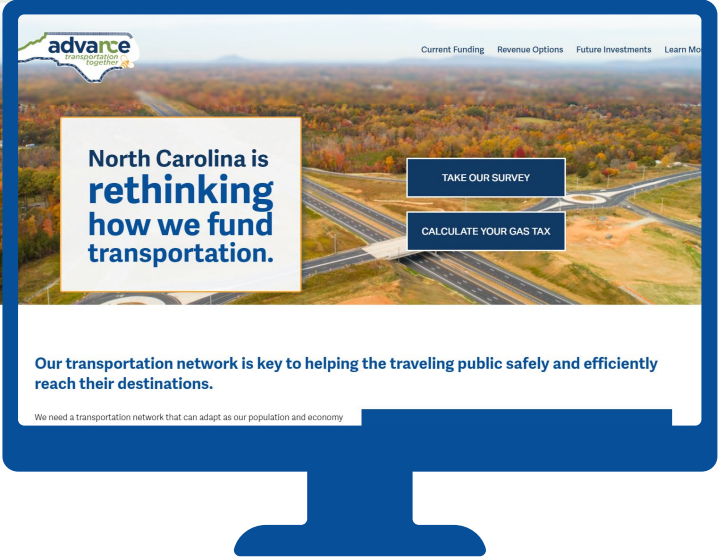 advance
transportation
together
Current Funding Revenue Options Future Investments Learn Mo
North Carolina is
rethinking
how we fund
transportation.
TAKE OUR SURVEY
CALCULATE YOUR GAS TAX
Our transportation network is key to helping the traveling public safely and efficiently
reach their destinations.
We need a transportation network that can adapt as our population and economy